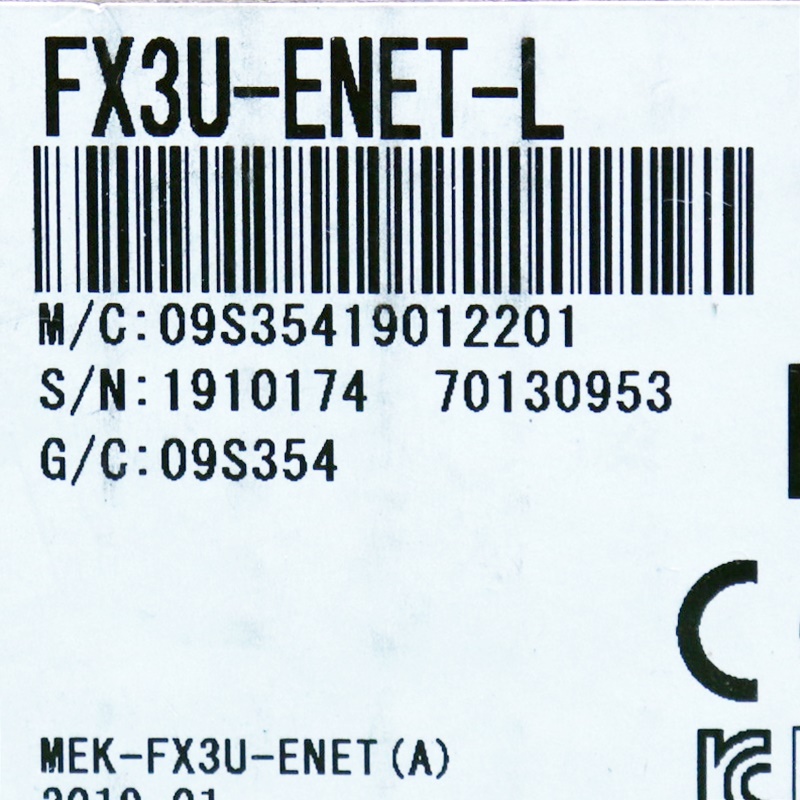 FX3U-ENET-L
M/C:09S35419012201
S/N:1910174 70130953
G/C:09S354
MEK-FX3U-ENET(A)